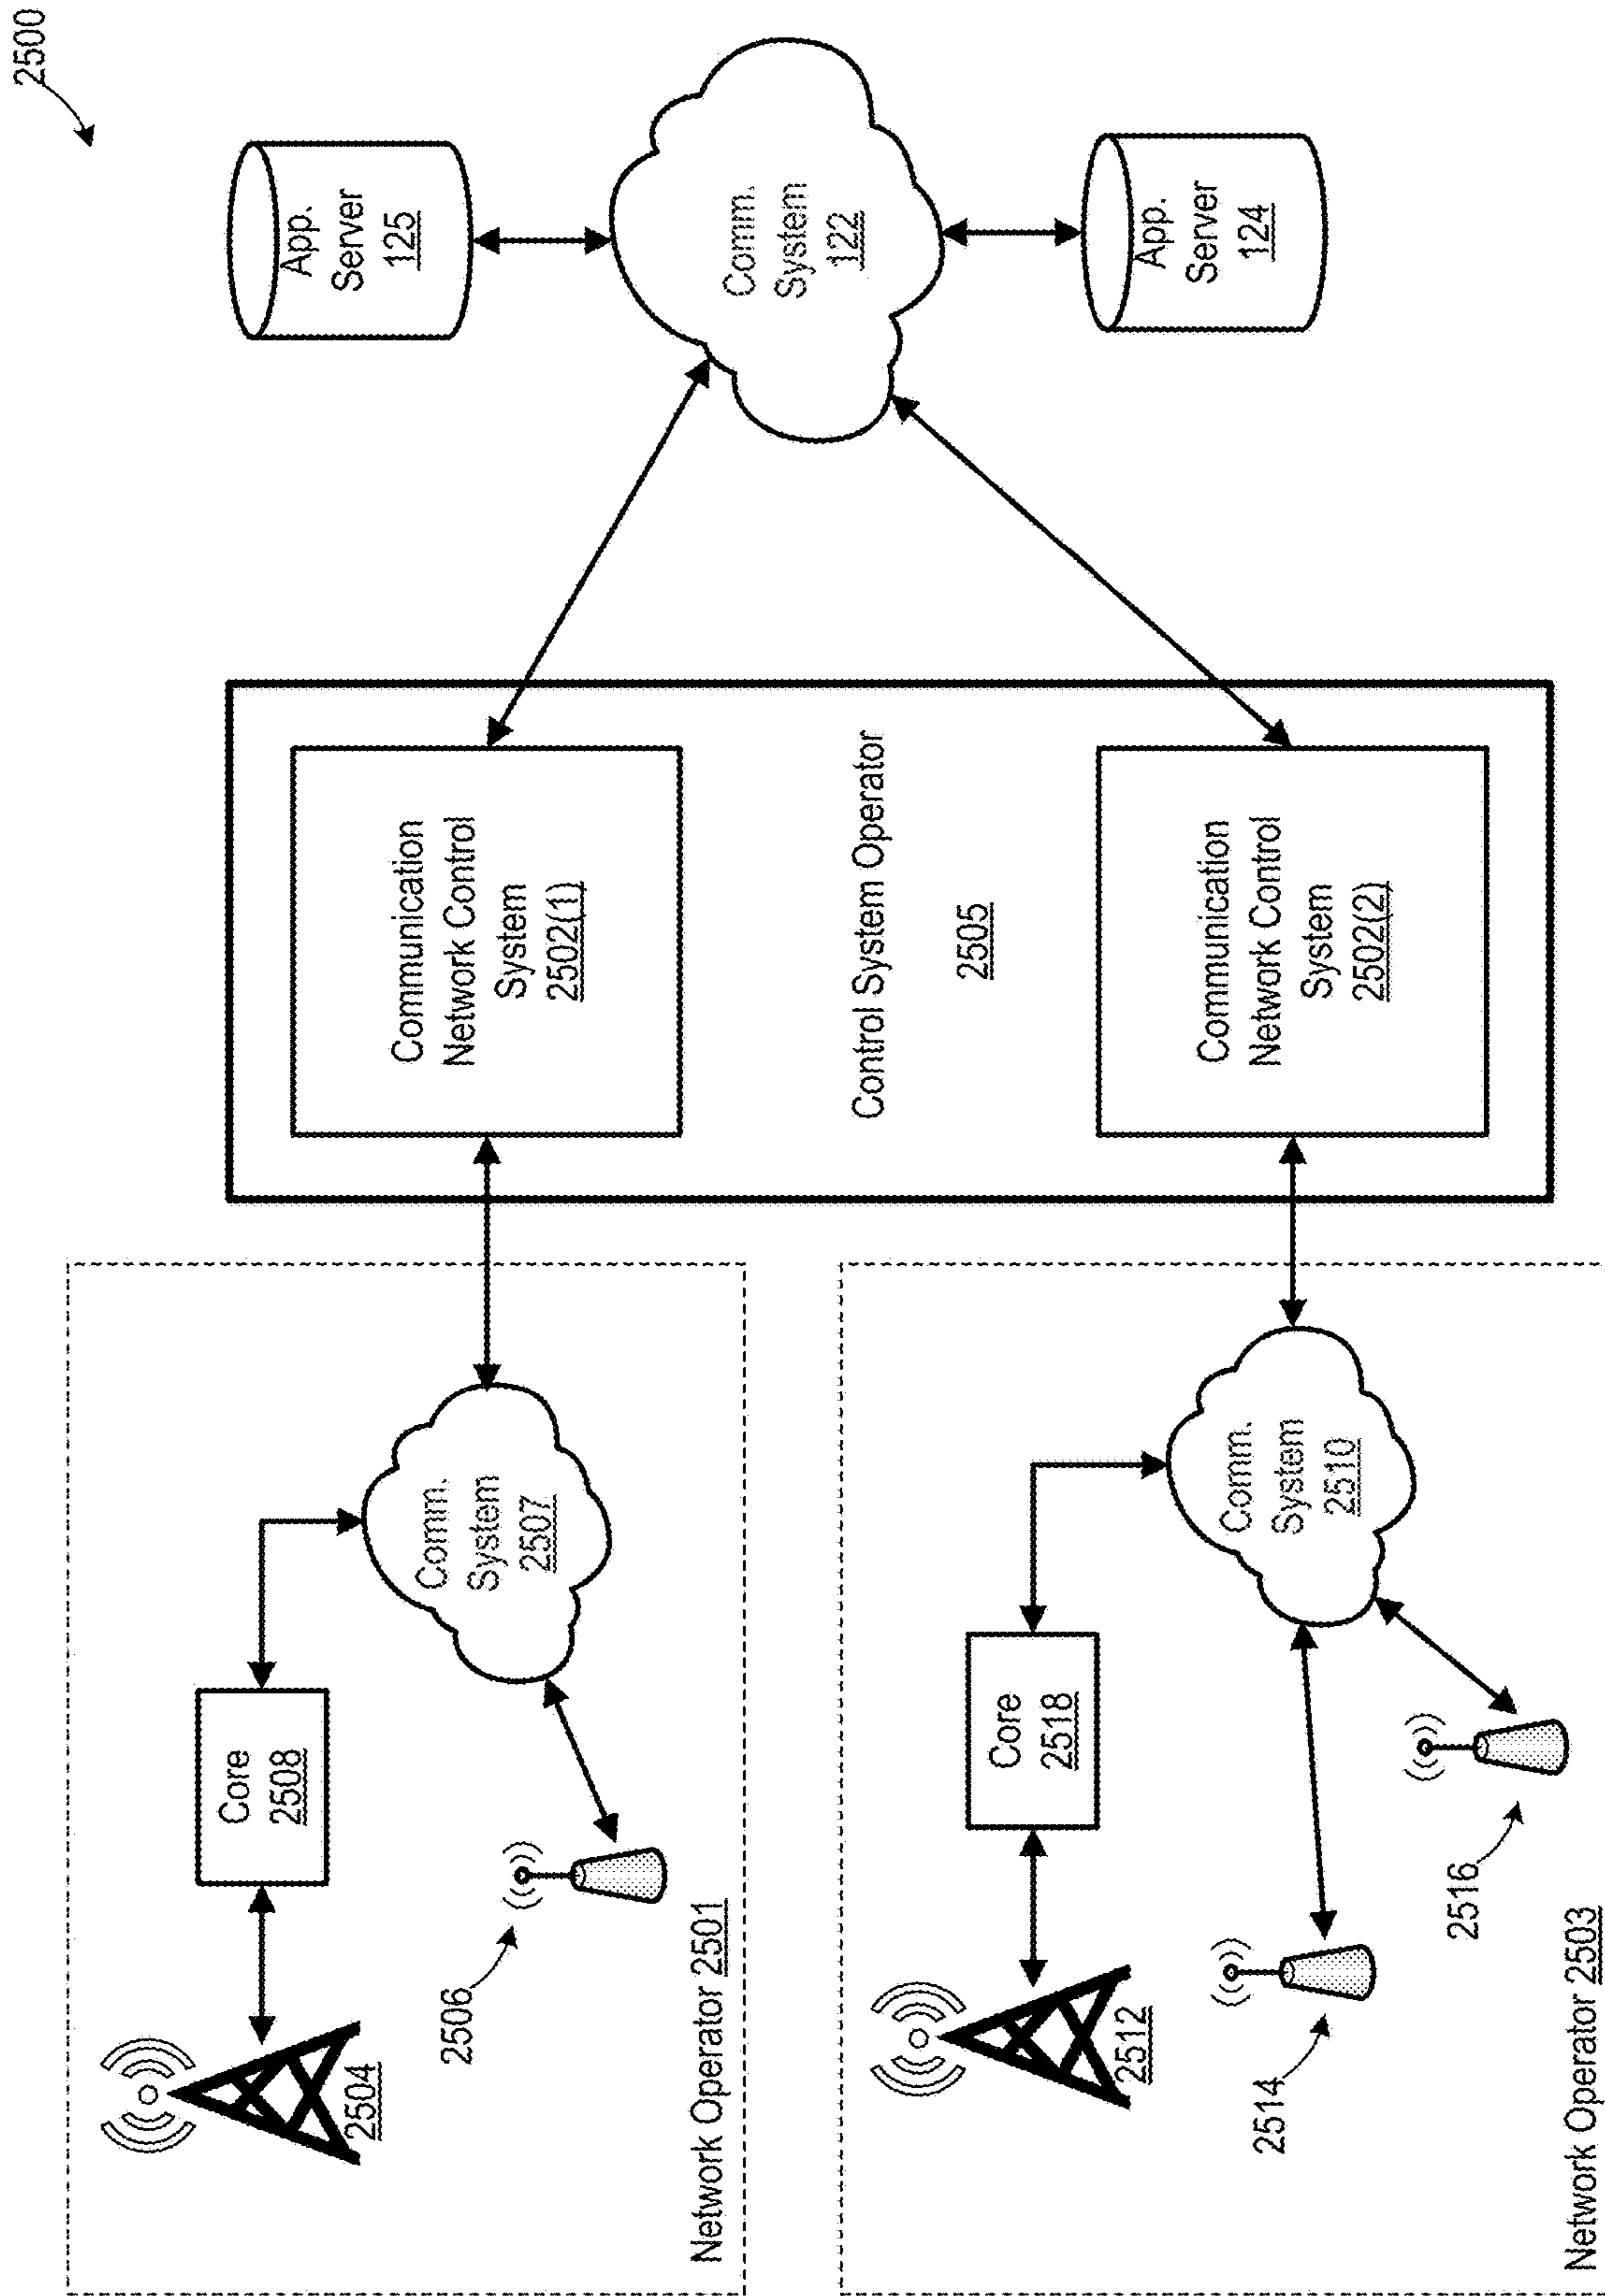 2500
2504
Core
2508
2506
Comm.
System
2507
Network Operator 2501
2512
Core
2518
2514
2516
Comm.
System
2510
Network Operator 2503
Communication
Network Control
System
2502(1)
Control System Operator
2505
Communication
Network Control
System
2502(2)
App.
Server
125
Comm.
System
122
App.
Server
124